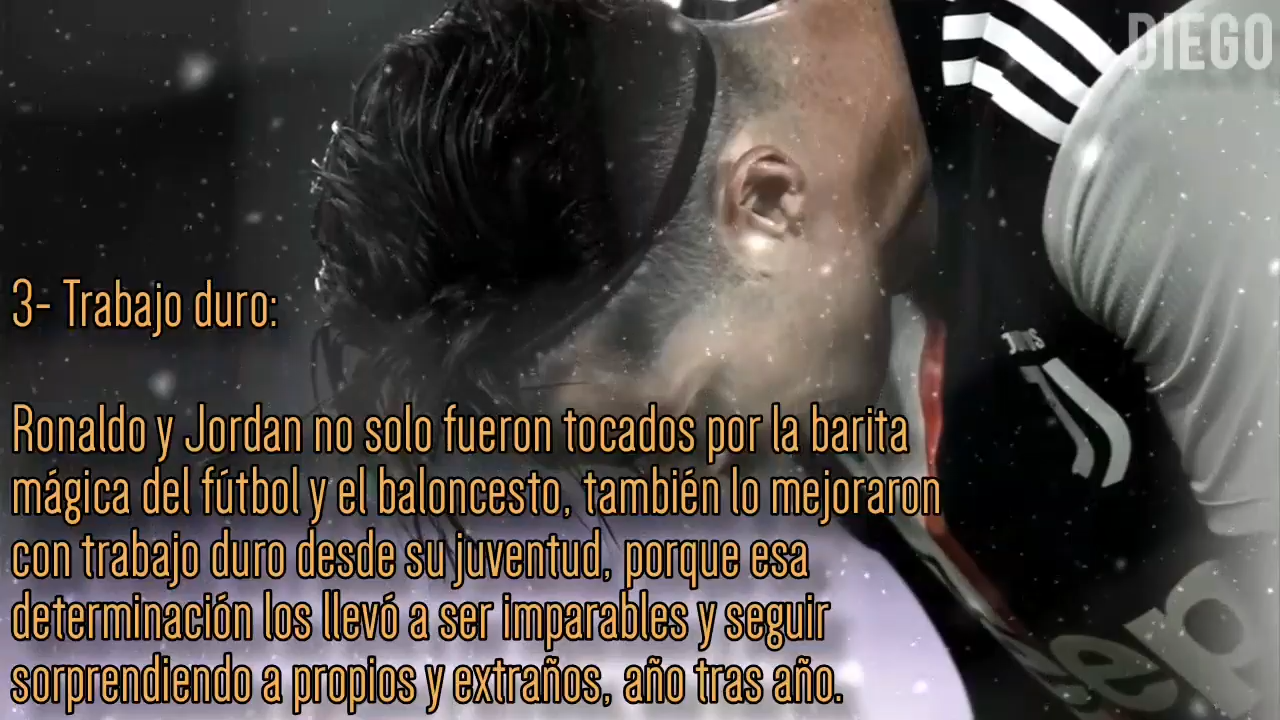 DIEGO
3- Trabajo duro:
Ronaldo y Jordan no solo fueron tocados por la barita
mágica del fútbol y el baloncesto, también lo mejoraron
con trabajo duro desde su juventud, porque esa
determinación los llevó a ser imparables y seguir
sorprendiendo a propios y extraños, año tras año.